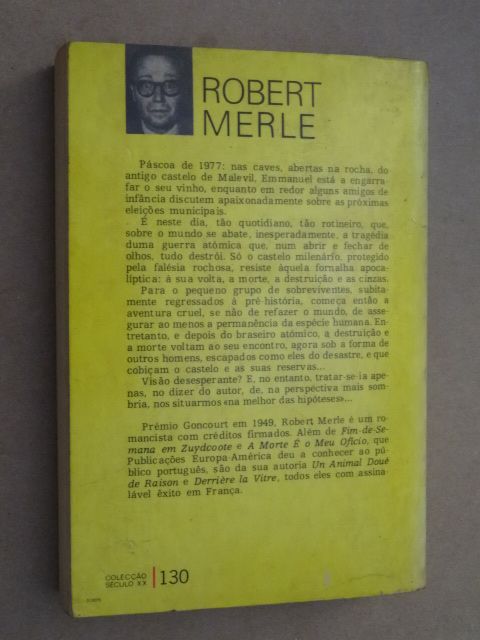 ROBERT
MERLE
Páscoa de 1977: nas caves, abertas na rocha, do
antigo castelo de Malevil, Emmanuel está a engarra-
far o seu vinho, enquanto em redor alguns amigos de
infância discutem apaixonadamente sobre as próximas
eleições municipais.
É neste dia, tão quotidiano, tão rotineiro, que,
sobre o mundo se abate, inesperadamente, a tragédia
duma guerra atómica que, num abrir e fechar de
olhos, tudo destrói. Só o castelo milenário, protegido
pela falésia rochosa, resiste àquela fornalha apoca-
líptica: à sua volta, a morte, a destruição e as cinzas.
Para o pequeno grupo de sobreviventes, subita-
mente regressados à pré-história, começa então a
aventura cruel, se não de refazer o mundo, de asse-
gurar ao menos a permanência da espécie humana. En-
tretanto, e depois do braseiro atómico, a destruição e
a morte voltam ao seu encontro, agora sob a forma de
outros homens, escapados como eles do desastre, e que
cobiçam o castelo e as suas reservas...
Visão desesperante? E, no entanto, tratar-se-ia ape-
nas, no dizer do autor, de, na perspectiva mais som-
bria, nos situarmos «na melhor das hipóteses»...
Prémio Goncourt em 1949, Robert Merle é um ro-
mancista com créditos firmados. Além de Fim-de-Se-
mana em Zuydcoote e A Morte É o Meu Ofício, que
Publicações Europa-América deu a conhecer ao pú-
blico português, são da sua autoria Un Animal Doué
de Raison e Derrière la Vitre, todos eles com assina-
lável êxito em França.
COLECÇÃO
SÉCULO XX
130